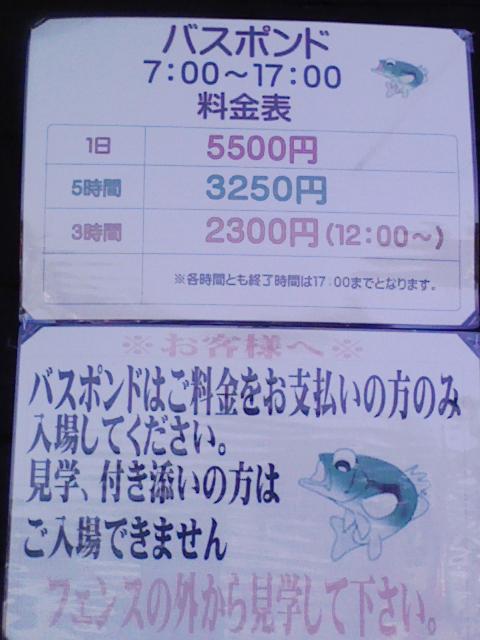 バスポンド
7:00～17:00
料金表
1日 5500円
5時間 3250円
3時間 2300円(12:00～)
※各時間とも終了時間は17:00までとなります。
※お客様へ※
バスポンドはご料金をお支払いの方のみ
入場してください。
見学、付き添いの方は
ご入場できません
フェンスの外から見学して下さい。